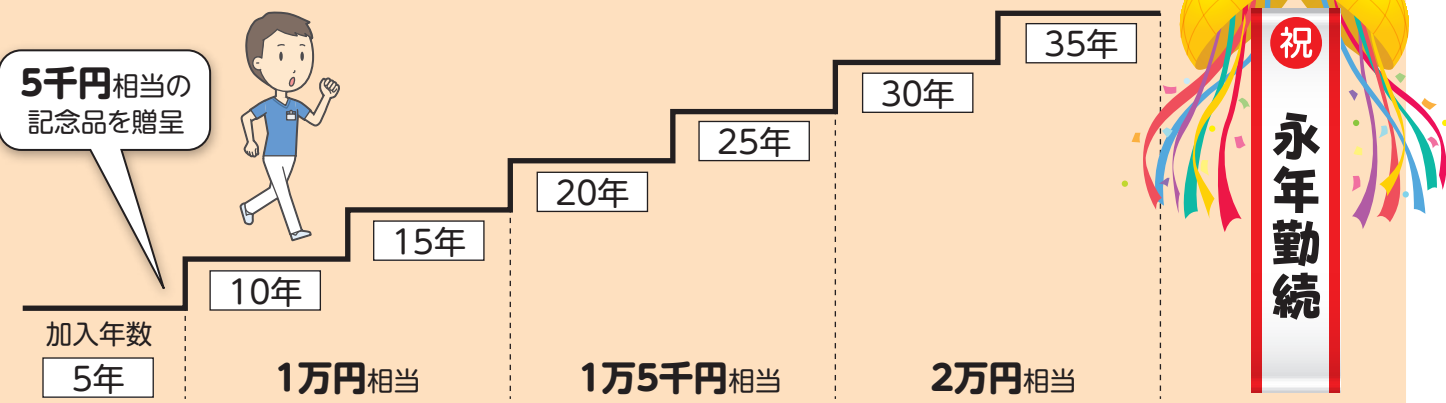 5千円相当の
記念品を贈呈
加入年数
5年
10年
15年
1万円相当
20年
25年
1万5千円相当
30年
35年
2万円相当
祝
永年勤続